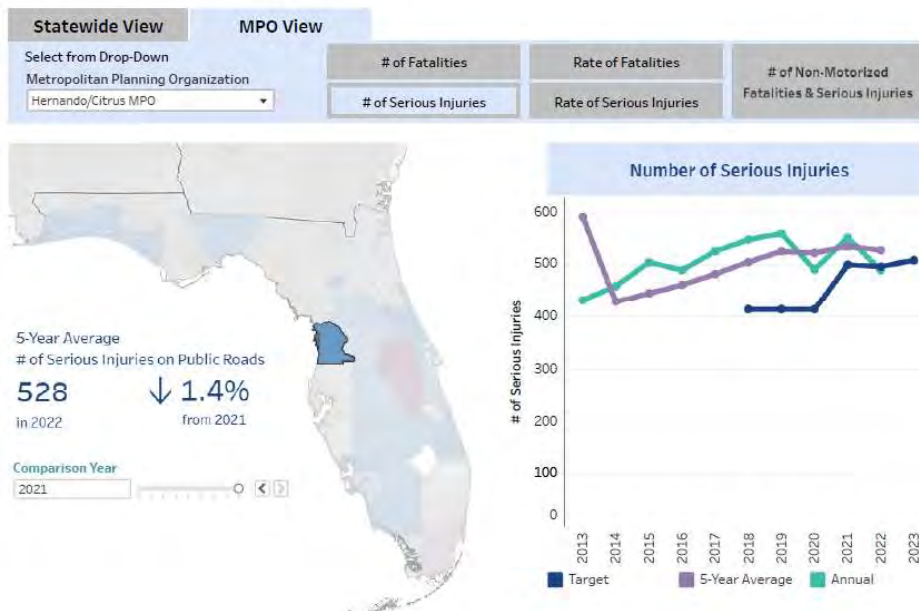 Statewide View
MPO View
Select from Drop-Down
Metropolitan Planning Organization
Hernando/Citrus MPO
# of Fatalities
Rate of Fatalities
# of Non-Motorized
Fatalities & Serious Injuries
# of Serious Injuries
Rate of Serious Injuries
5-Year Average
# of Serious Injuries on Public Roads
528
↓ 1.4%
in 2022
from 2021
Comparison Year
2021
Number of Serious Injuries
# of Serious Injuries
600
500
400
300
200
100
0
2013
2014
2015
2016
2017
2018
2019
2020
2021
2022
2023
Target
5-Year Average
Annual